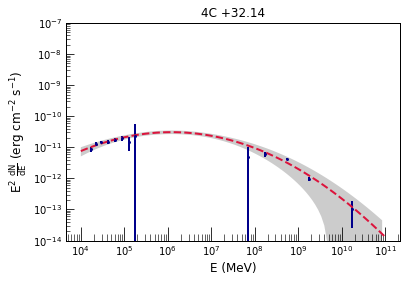 4C +32.14
10⁻⁷
10⁻⁸
10⁻⁹
10⁻¹⁰
10⁻¹¹
10⁻¹²
10⁻¹³
10⁻¹⁴
E² dN/dE (erg cm⁻² s⁻¹)
10⁴ 10⁵ 10⁶ 10⁷ 10⁸ 10⁹ 10¹⁰ 10¹¹
E (MeV)